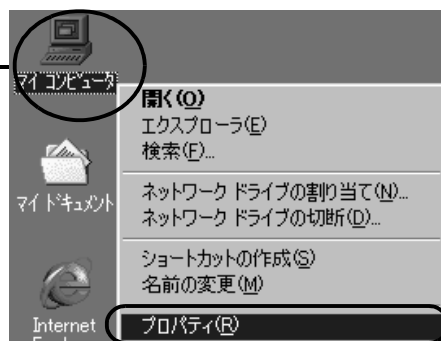 マイ コンピュータ
開く(O)
エクスプローラ(E)
検索(F)...
マイ ドキュメント
ネットワーク ドライブの割り当て(N)...
ネットワーク ドライブの切断(D)...
ショートカットの作成(S)
名前の変更(M)
Internet
プロパティ(R)